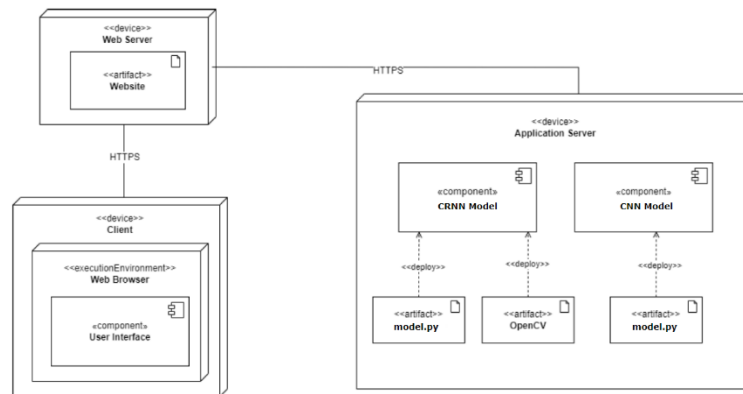 <<device>>
Web Server
<<artifact>>
Website
HTTPS
HTTPS
<<device>>
Client
<<executionEnvironment>>
Web Browser
«component»
User Interface
<<device>>
Application Server
«component»
CRNN Model
«component»
CNN Model
<<deploy>>
<<deploy>>
<<deploy>>
<<artifact>>
model.py
<<artifact>>
OpenCV
<<artifact>>
model.py